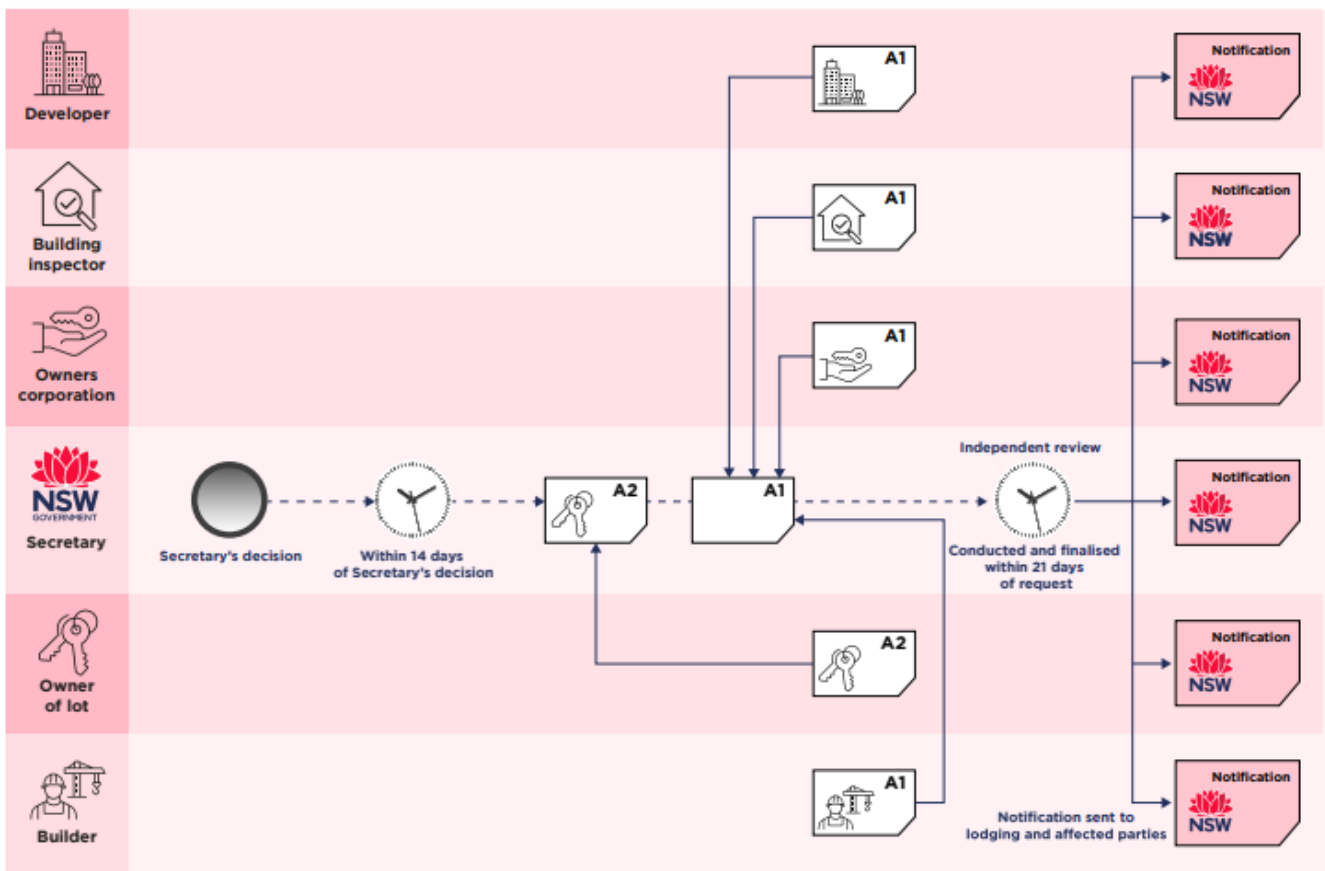 Developer
A1
Notification
NSW
Building
inspector
A1
Notification
NSW
Owners
corporation
A1
Notification
NSW
NSW
GOVERNMENT
Secretary
Secretary's decision
Within 14 days
of Secretary's decision
A2
A1
Independent review
Conducted and finalised
within 21 days
of request
Notification
NSW
Owner
of lot
A2
Notification
NSW
Builder
A1
Notification sent to
lodging and affected parties
Notification
NSW